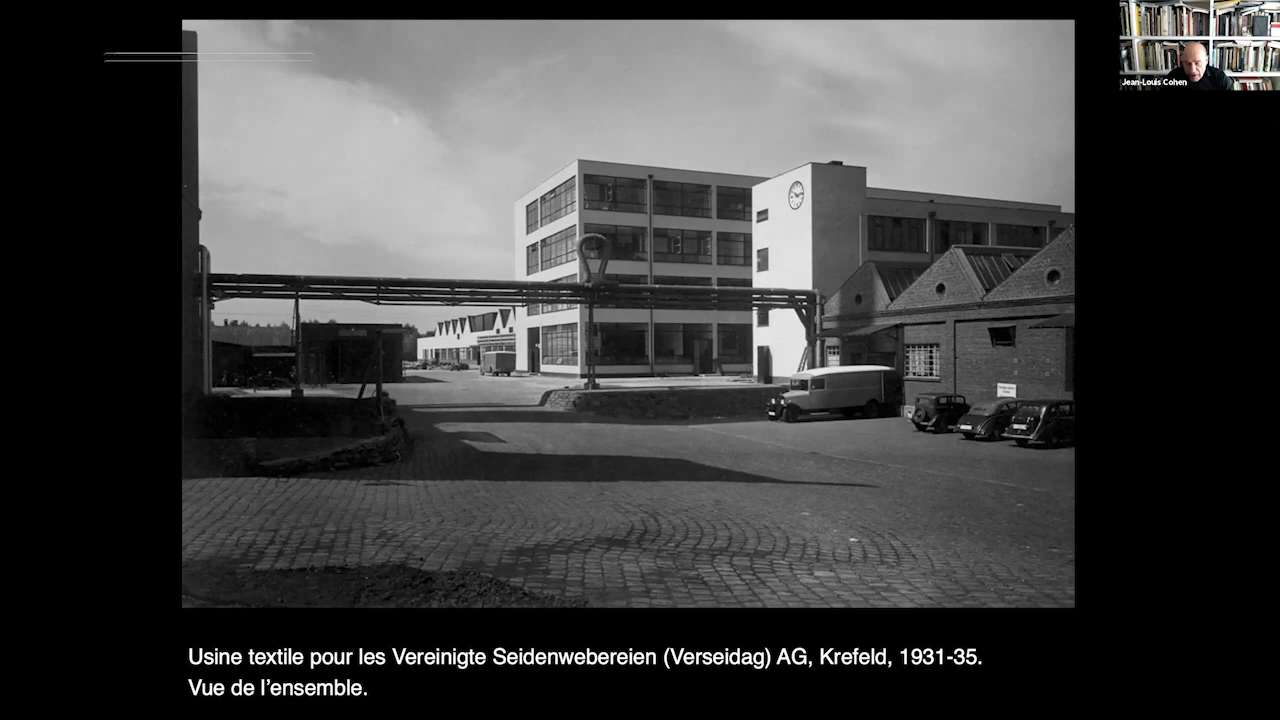 Jean-Louis Cohen
Usine textile pour les Vereinigte Seidenwebereien (Verseidag) AG, Krefeld, 1931-35.
Vue de l’ensemble.